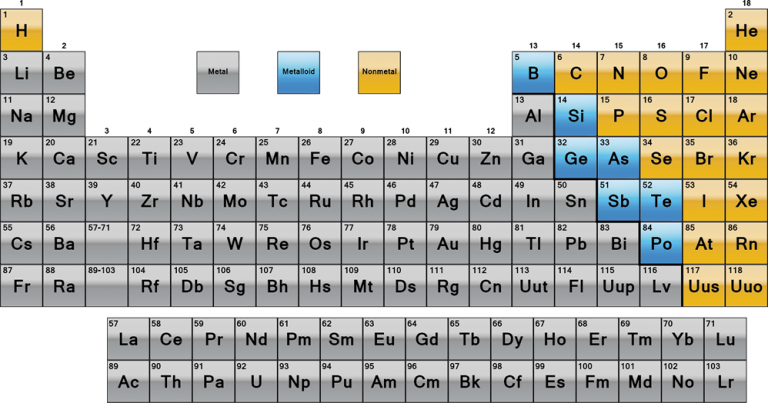 1 18
1 2
H He
2 13 14 15 16 17
3 4 5 6 7 8 9 10
Li Be Metal Metalloid Nonmetal B C N O F Ne
11 12 13 14 15 16 17 18
Na Mg Al Si P S Cl Ar
3 4 5 6 7 8 9 10 11 12
19 20 21 22 23 24 25 26 27 28 29 30 31 32 33 34 35 36
K Ca Sc Ti V Cr Mn Fe Co Ni Cu Zn Ga Ge As Se Br Kr
37 38 39 40 41 42 43 44 45 46 47 48 49 50 51 52 53 54
Rb Sr Y Zr Nb Mo Tc Ru Rh Pd Ag Cd In Sn Sb Te I Xe
55 56 57-71 72 73 74 75 76 77 78 79 80 81 82 83 84 85 86
Cs Ba Hf Ta W Re Os Ir Pt Au Hg Tl Pb Bi Po At Rn
87 88 89-103 104 105 106 107 108 109 110 111 112 113 114 115 116 117 118
Fr Ra Rf Db Sg Bh Hs Mt Ds Rg Cn Uut Fl Uup Lv Uus Uuo
57 58 59 60 61 62 63 64 65 66 67 68 69 70 71
La Ce Pr Nd Pm Sm Eu Gd Tb Dy Ho Er Tm Yb Lu
89 90 91 92 93 94 95 96 97 98 99 100 101 102 103
Ac Th Pa U Np Pu Am Cm Bk Cf Es Fm Md No Lr